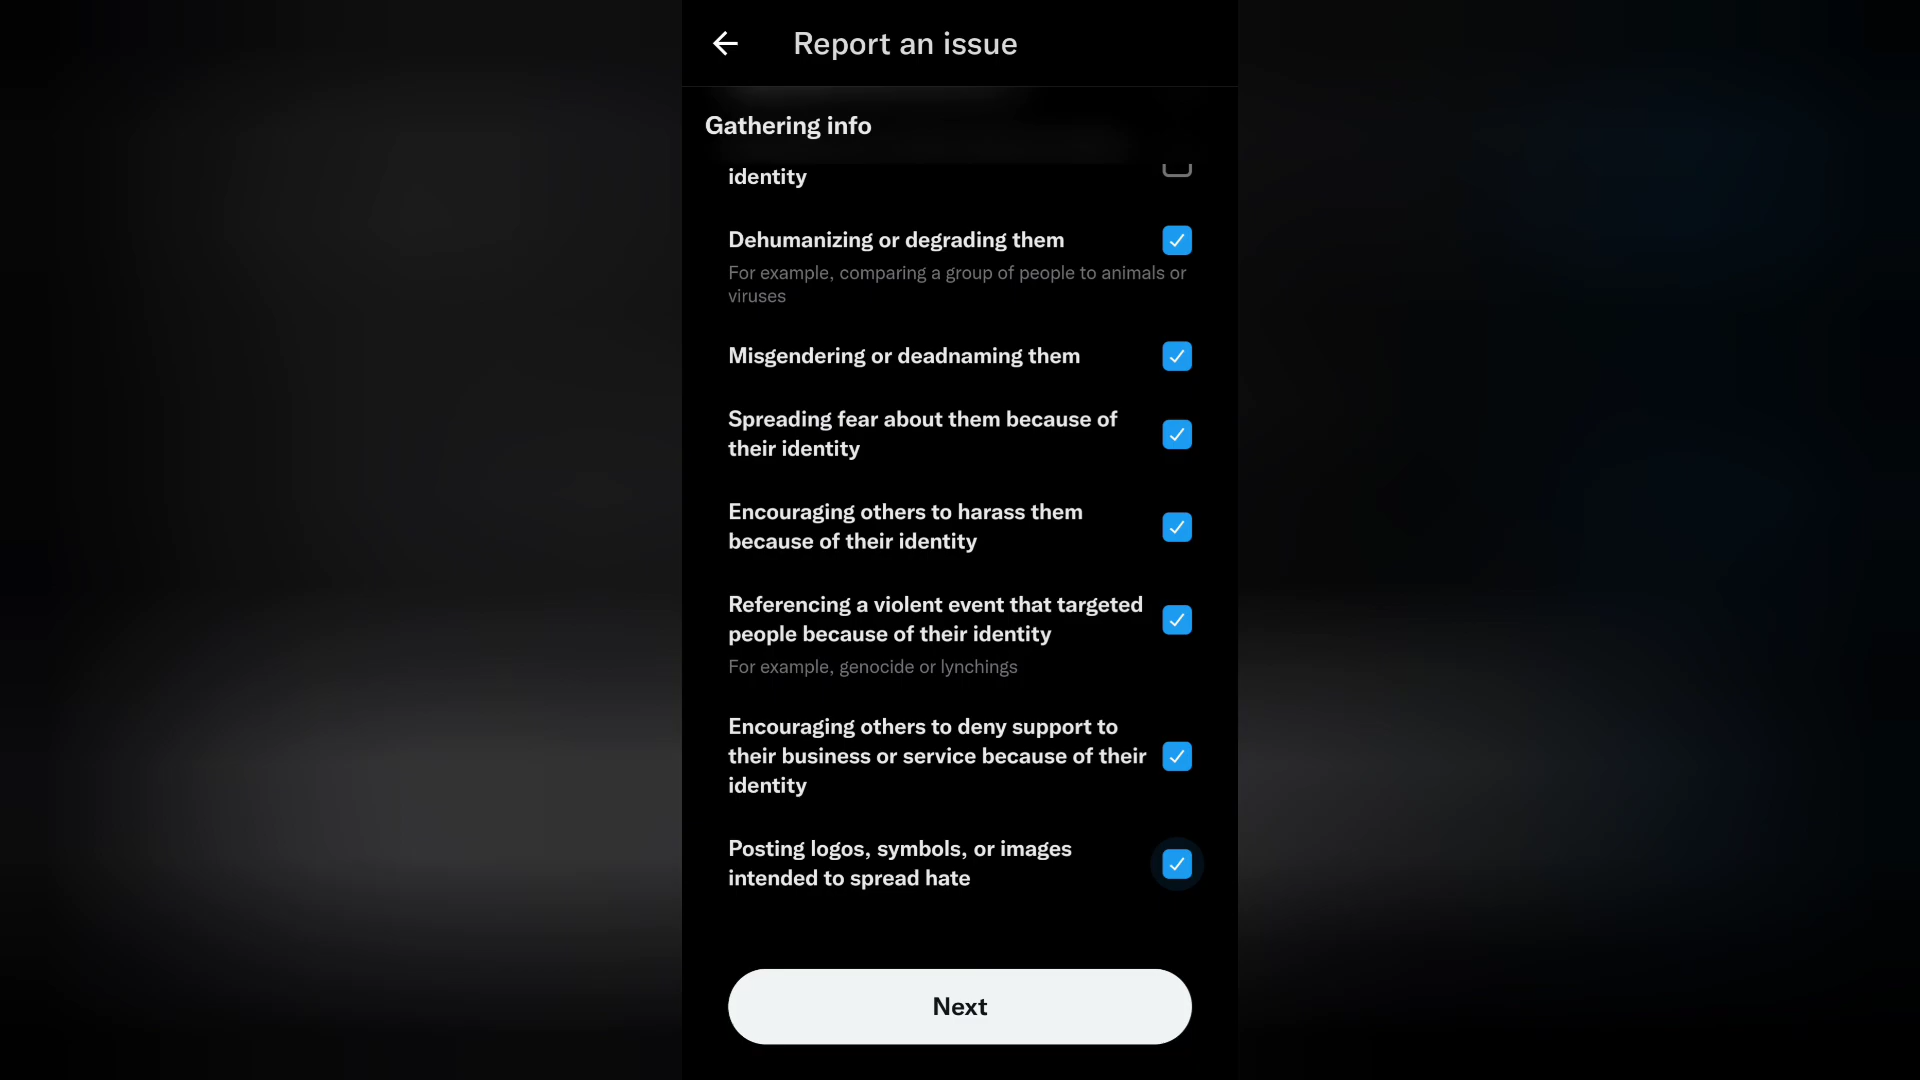 Report an issue
Gathering info
identity
Dehumanizing or degrading them
For example, comparing a group of people to animals or
viruses
Misgendering or deadnaming them
Spreading fear about them because of
their identity
Encouraging others to harass them
because of their identity
Referencing a violent event that targeted
people because of their identity
For example, genocide or lynchings
Encouraging others to deny support to
their business or service because of their
identity
Posting logos, symbols, or images
intended to spread hate
Next